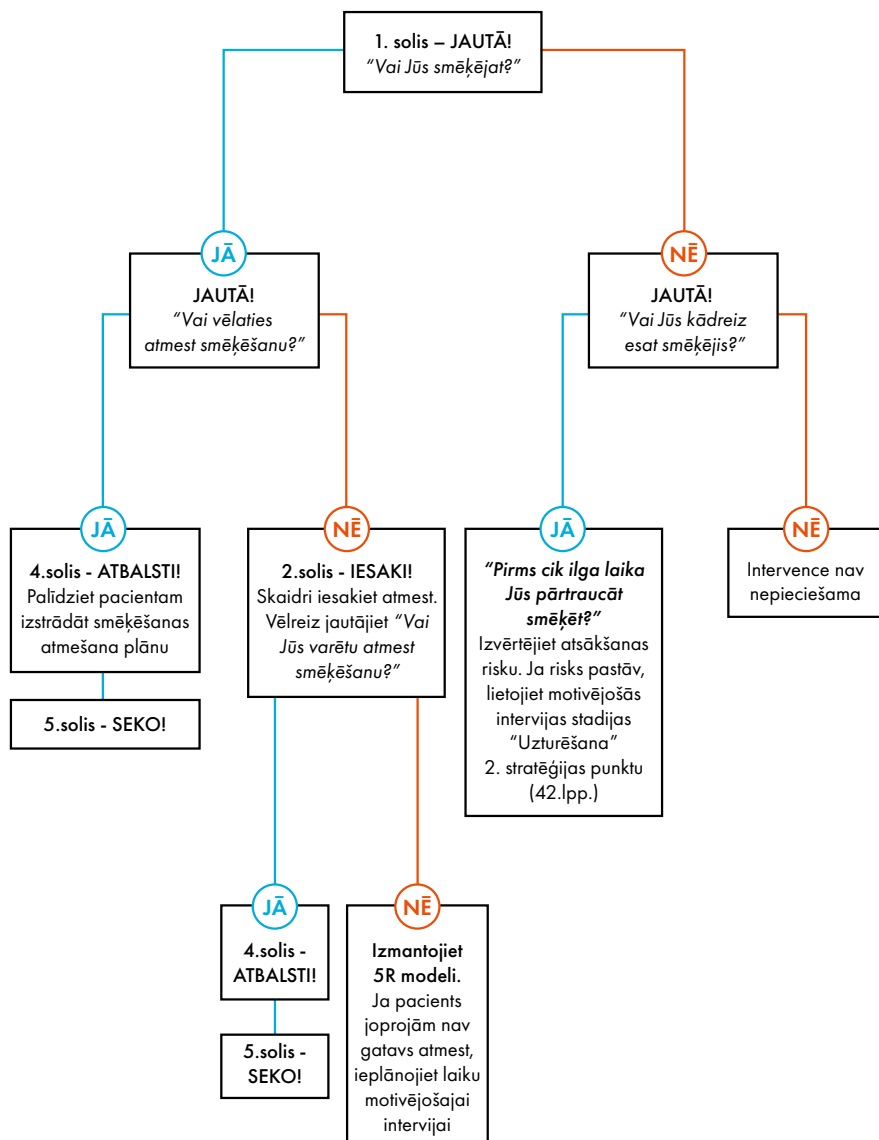 1. solis – JAUTĀ!
“Vai Jūs smēķējat?”
JĀ
NĒ
JAUTĀ!
“Vai vēlaties
atmest smēķēšanu?”
JAUTĀ!
“Vai Jūs kādreiz
esat smēķējis?”
JĀ
4.solis - ATBALSTI!
Palīdziet pacientam
izstrādāt smēķēšanas
atmešana plānu
5.solis - SEKO!
NĒ
2.solis - IESAKI!
Skaidri iesakiet atmest.
Vēlreiz jautājiet “Vai
Jūs varētu atmest
smēķēšanu?”
JĀ
“Pirms cik ilga laika
Jūs pārtraucāt
smēķēt?”
Izvērtējiet atsākšanas
risku. Ja risks pastāv,
lietojiet motivējošās
intervijas stadijas
“Uzturēšana”
2. stratēģijas punktu
(42.lpp.)
NĒ
Intervence nav
nepieciešama
JĀ
4.solis -
ATBALSTI!
5.solis -
SEKO!
NĒ
Izmantojiet
5R modeli.
Ja pacients
joprojām nav
gatavs atmest,
ieplānojiet laiku
motivējošajai
intervijai